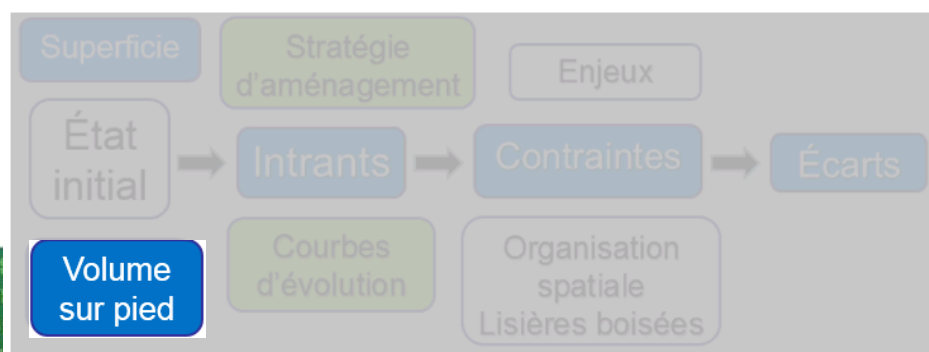 Superficie
Stratégie
d'aménagement
Enjeux
État
initial
Intrants
Contraintes
Écarts
Volume
sur pied
Courbes
d'évolution
Organisation
spatiale
Lisières boisées